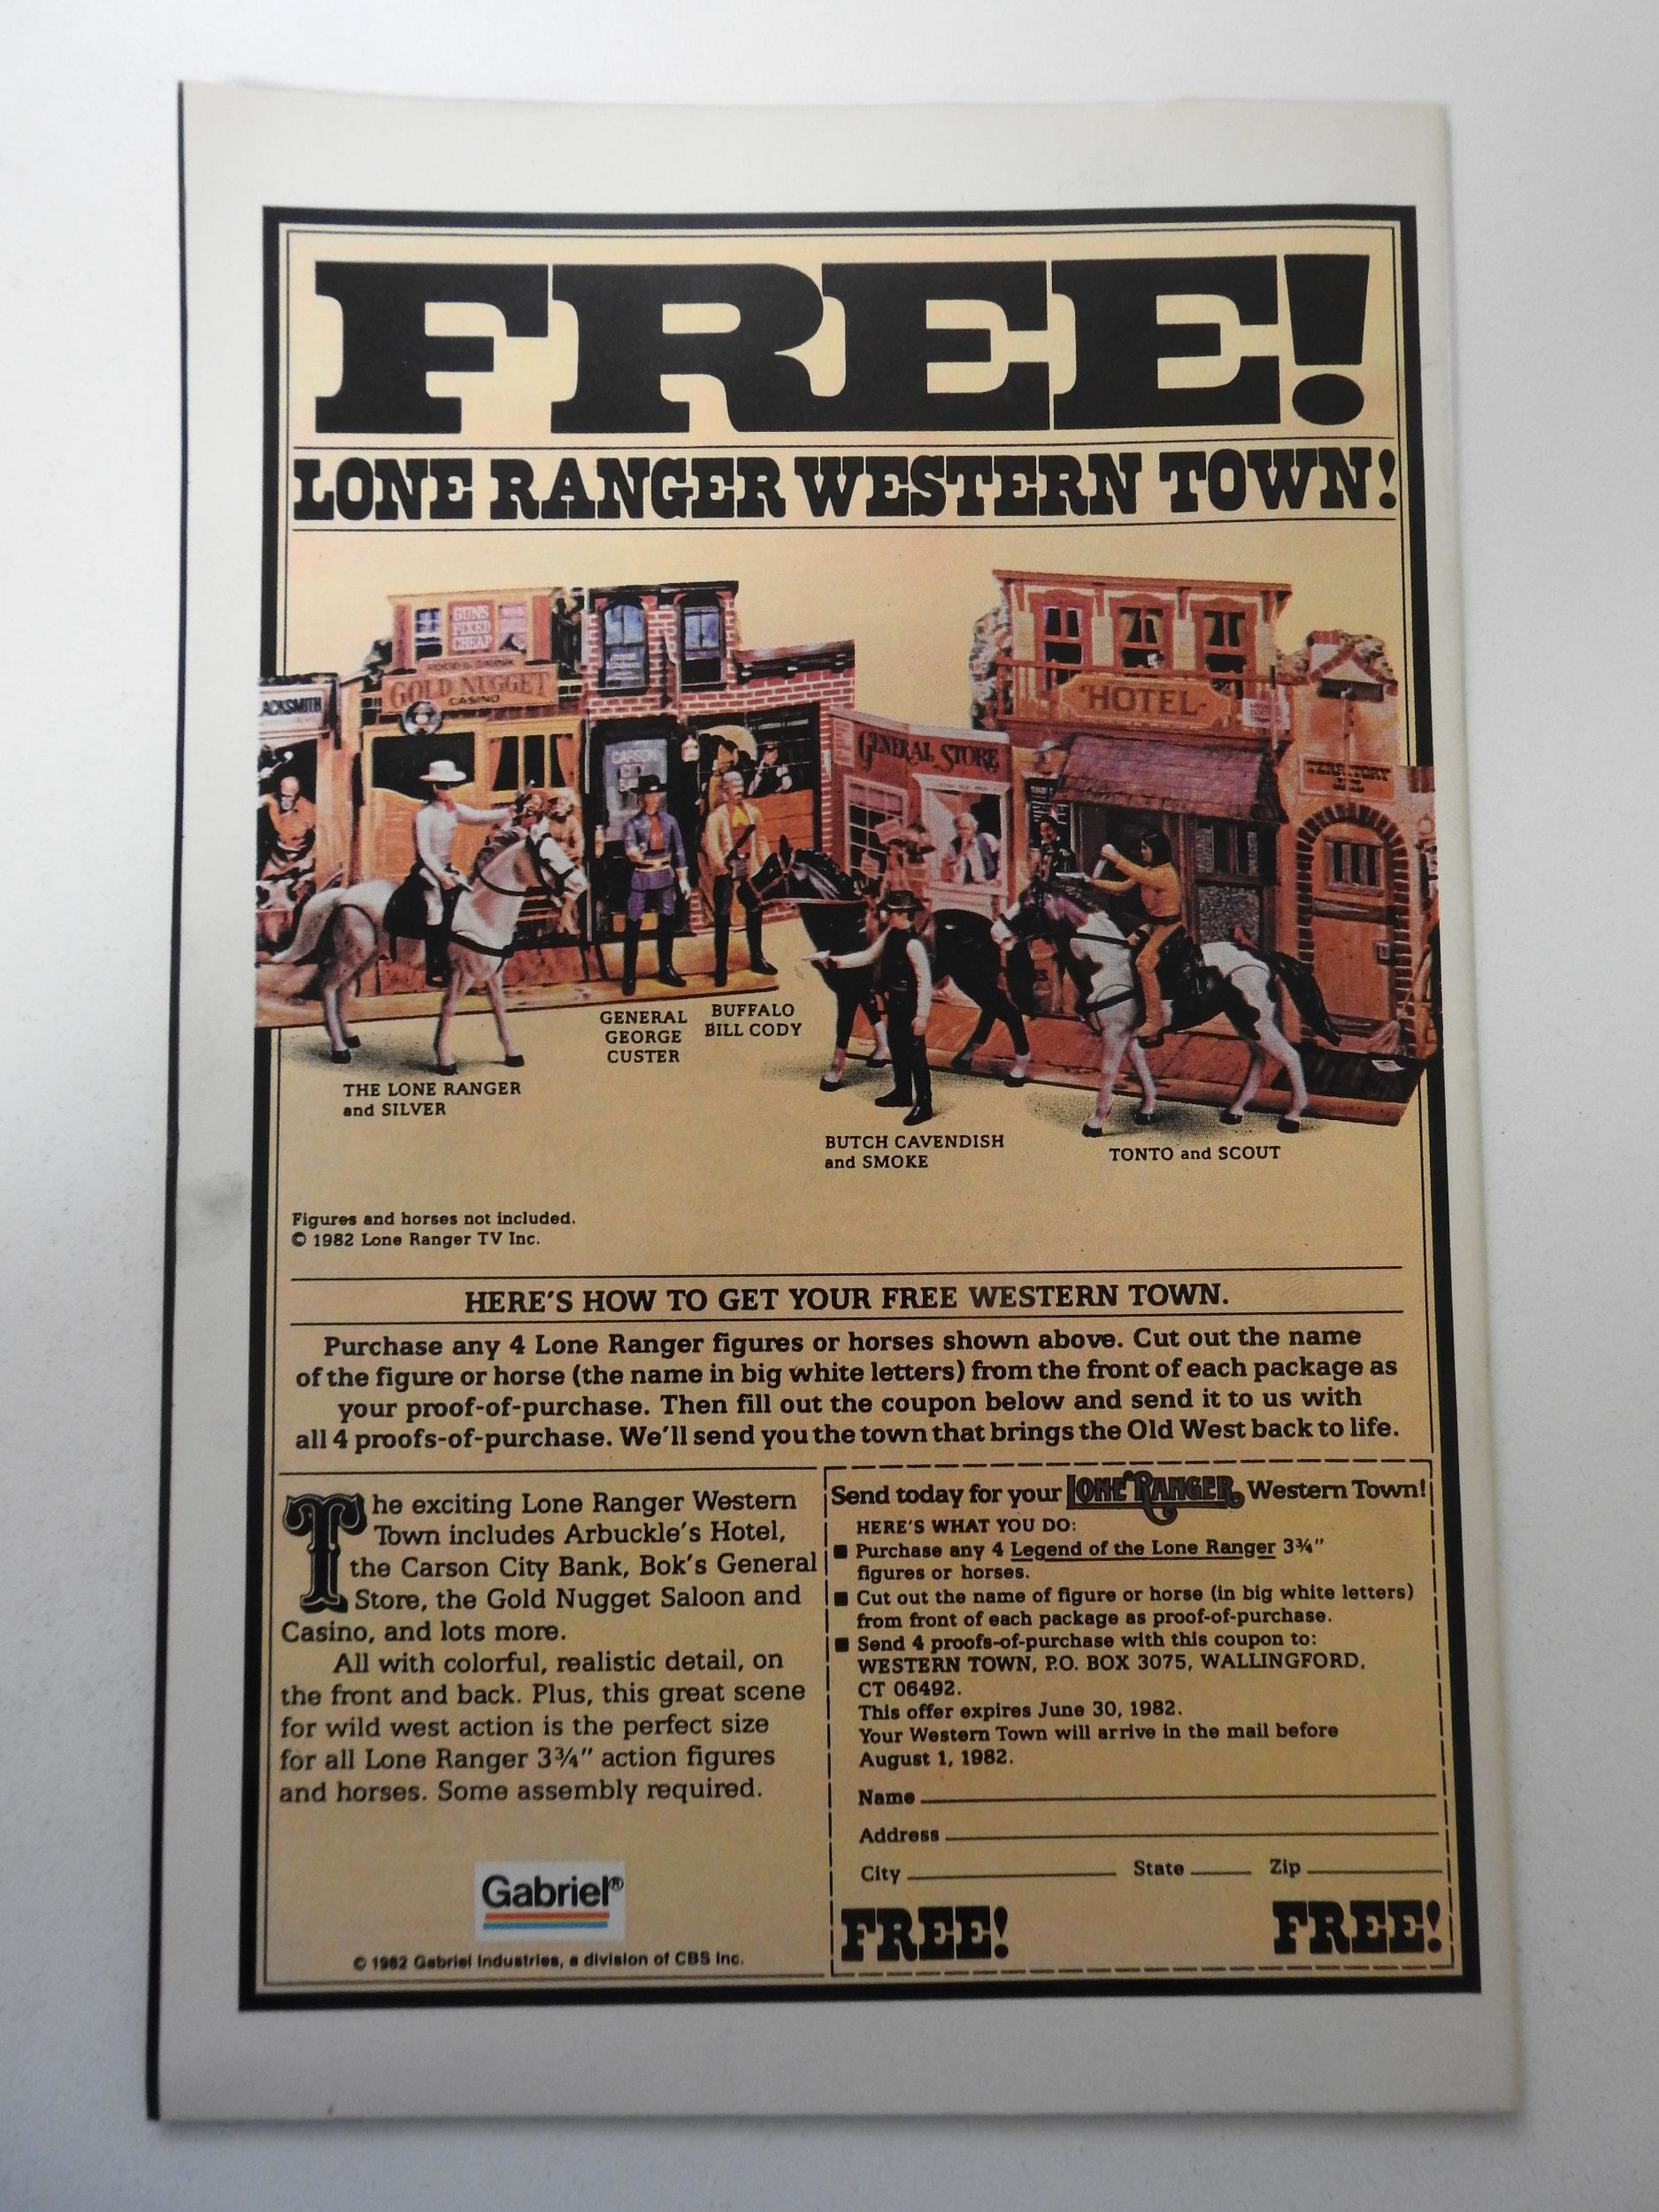 FREE!
LONE RANGER WESTERN TOWN!
GUNS
FIXED
CHEAP
GOLD NUGGET
CASINO
ACKSMITH
CARSON
HOTEL
GENERAL STORE
TERRITORY
GENERAL
GEORGE
CUSTER
BUFFALO
BILL CODY
THE LONE RANGER
and SILVER
BUTCH CAVENDISH
and SMOKE
TONTO and SCOUT
Figures and horses not included.
© 1982 Lone Ranger TV Inc.
HERE'S HOW TO GET YOUR FREE WESTERN TOWN.
Purchase any 4 Lone Ranger figures or horses shown above. Cut out the name
of the figure or horse (the name in big white letters) from the front of each package as
your proof-of-purchase. Then fill out the coupon below and send it to us with
all 4 proofs-of-purchase. We'll send you the town that brings the Old West back to life.
The exciting Lone Ranger Western
Town includes Arbuckle's Hotel,
the Carson City Bank, Bok's General
Store, the Gold Nugget Saloon and
Casino, and lots more.
All with colorful, realistic detail, on
the front and back. Plus, this great scene
for wild west action is the perfect size
for all Lone Ranger 3¾" action figures
and horses. Some assembly required.
Gabriel®
© 1982 Gabriel Industries, a division of CBS Inc.
Send today for your LONE RANGER Western Town!
HERE'S WHAT YOU DO:
■ Purchase any 4 Legend of the Lone Ranger 3¾"
figures or horses.
■ Cut out the name of figure or horse (in big white letters)
from front of each package as proof-of-purchase.
■ Send 4 proofs-of-purchase with this coupon to:
WESTERN TOWN, P.O. BOX 3075, WALLINGFORD,
CT 06492.
This offer expires June 30, 1982.
Your Western Town will arrive in the mail before
August 1, 1982.
Name
Address
City State Zip
FREE! FREE!